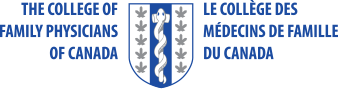 THE COLLEGE OF
FAMILY PHYSICIANS
OF CANADA
LE COLLÈGE DES
MÉDECINS DE FAMILLE
DU CANADA